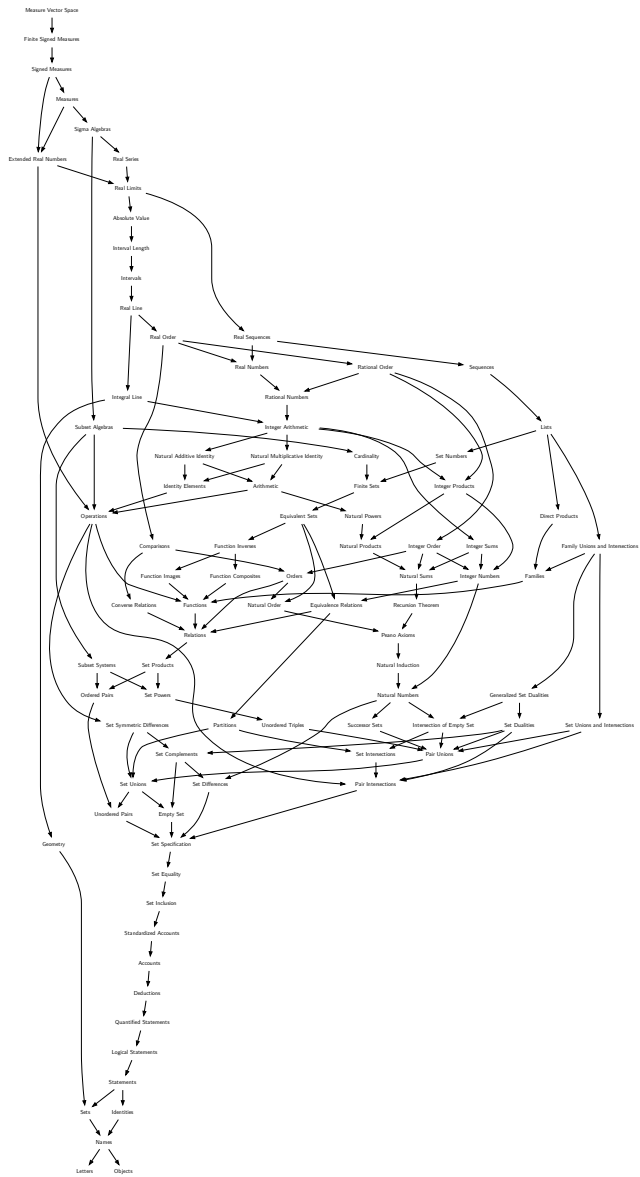 Measure Vector Space
Finite Signed Measures
Signed Measures
Measures
Sigma Algebras
Extended Real Numbers Real Series
Real Limits
Absolute Value
Interval Length
Intervals
Real Line
Real Order Real Sequences
Real Numbers Rational Order Sequences
Integral Line Rational Numbers
Subset Algebras Integer Arithmetic Lists
Natural Additive Identity Natural Multiplicative Identity Cardinality Set Numbers
Identity Elements Arithmetic Finite Sets Integer Products
Operations Equivalent Sets Natural Powers Direct Products
Comparisons Function Inverses Natural Products Integer Order Integer Sums Family Unions and Intersections
Function Images Function Composites Orders Natural Sums Integer Numbers Families
Converse Relations Functions Natural Order Equivalence Relations Recursion Theorem
Relations Peano Axioms
Subset Systems Set Products Natural Induction
Ordered Pairs Set Powers Natural Numbers Generalized Set Dualities
Set Symmetric Differences Partitions Unordered Triples Successor Sets Intersection of Empty Set Set Dualities Set Unions and Intersections
Set Complements Set Intersections Pair Unions
Set Unions Set Differences Pair Intersections
Unordered Pairs Empty Set
Geometry Set Specification
Set Equality
Set Inclusion
Standardized Accounts
Accounts
Deductions
Quantified Statements
Logical Statements
Statements
Sets Identities
Names
Letters Objects